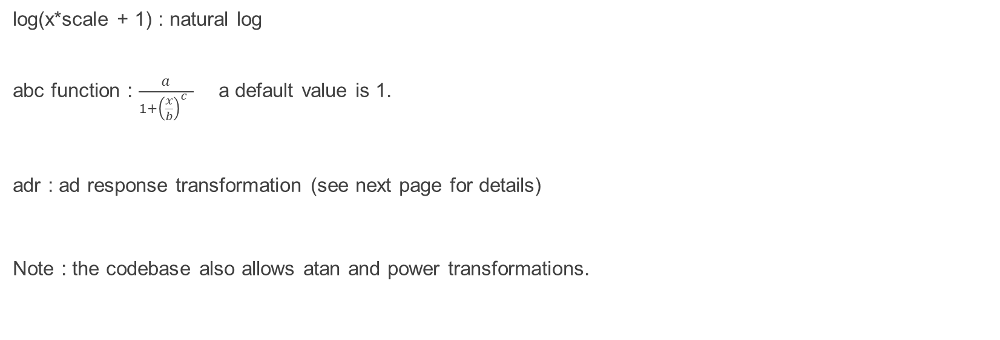 log(x*scale + 1) : natural log
abc function : \frac{a}{1+\left(\frac{x}{b}\right)^c} a default value is 1.
adr : ad response transformation (see next page for details)
Note : the codebase also allows atan and power transformations.